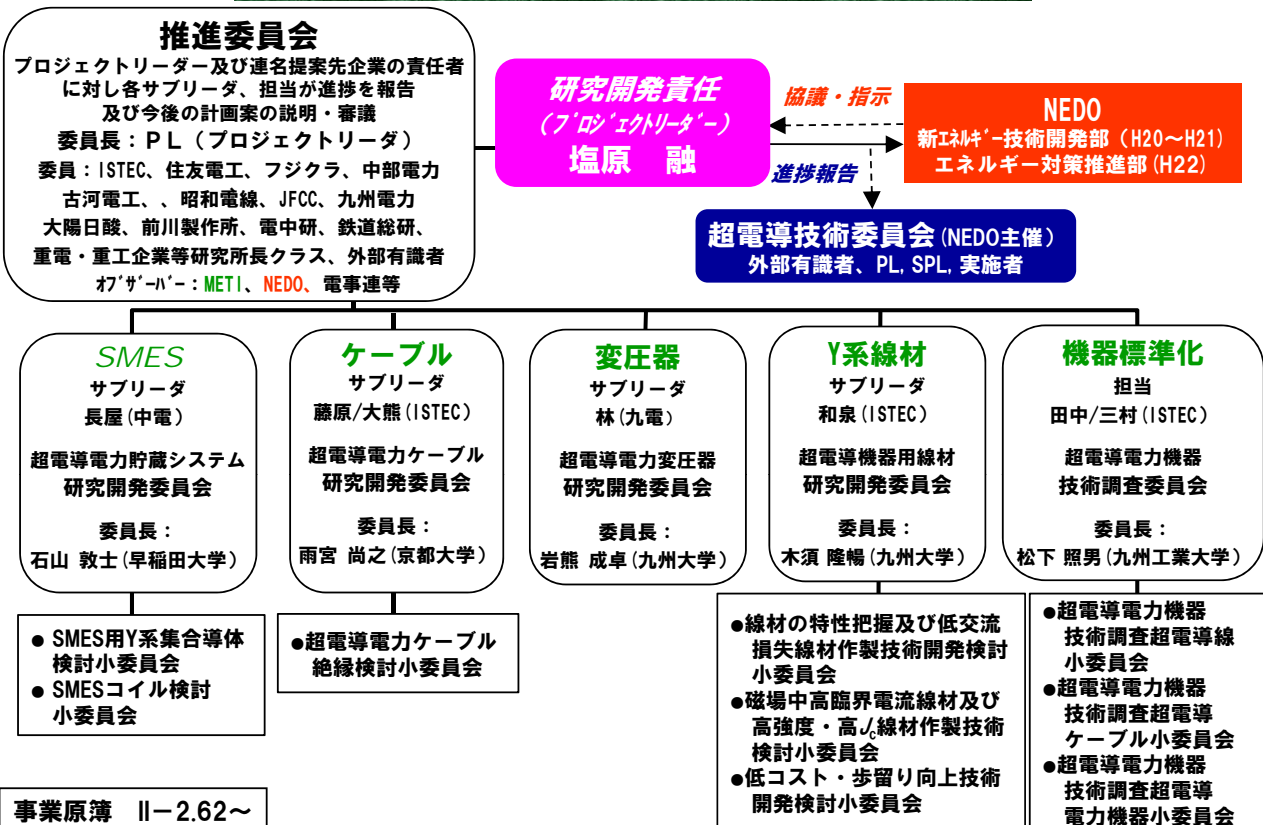 推進委員会
プロジェクトリーダー及び連名提案先企業の責任者
に対し各サブリーダ、担当が進捗を報告
及び今後の計画案の説明・審議
委員長：ＰＬ（プロジェクトリーダ）
委員：ISTEC、住友電工、フジクラ、中部電力
古河電工、、昭和電線、JFCC、九州電力
大陽日酸、前川製作所、電中研、鉄道総研、
重電・重工企業等研究所長クラス、外部有識者
ｵﾌﾞｻﾞｰﾊﾞｰ：METI、NEDO、電事連等
研究開発責任
(ﾌﾟﾛｼﾞｪｸﾄﾘｰﾀﾞｰ)
塩原　融
協議・指示
進捗報告
NEDO
新ｴﾈﾙｷﾞｰ技術開発部（H20～H21）
エネルギー対策推進部(H22)
超電導技術委員会(NEDO主催）
外部有識者、PL, SPL, 実施者
SMES
サブリーダ
長屋(中電）
超電導電力貯蔵システム
研究開発委員会
委員長：
石山 敦士(早稲田大学）
ケーブル
サブリーダ
藤原/大熊(ISTEC）
超電導電力ケーブル
研究開発委員会
委員長：
雨宮 尚之(京都大学）
変圧器
サブリーダ
林(九電）
超電導電力変圧器
研究開発委員会
委員長：
岩熊 成卓(九州大学）
Y系線材
サブリーダ
和泉(ISTEC）
超電導機器用線材
研究開発委員会
委員長：
木須 隆暢(九州大学）
機器標準化
担当
田中/三村(ISTEC）
超電導電力機器
技術調査委員会
委員長：
松下 照男(九州工業大学）
● SMES用Y系集合導体
検討小委員会
● SMESコイル検討
小委員会
●超電導電力ケーブル
絶縁検討小委員会
●線材の特性把握及び低交流
損失線材作製技術開発検討
小委員会
●磁場中高臨界電流線材及び
高強度・高Jc線材作製技術
検討小委員会
●低コスト・歩留り向上技術
開発検討小委員会
●超電導電力機器
技術調査超電導線
小委員会
●超電導電力機器
技術調査超電導
ケーブル小委員会
●超電導電力機器
技術調査超電導
電力機器小委員会
事業原簿　Ⅱ－2.62～